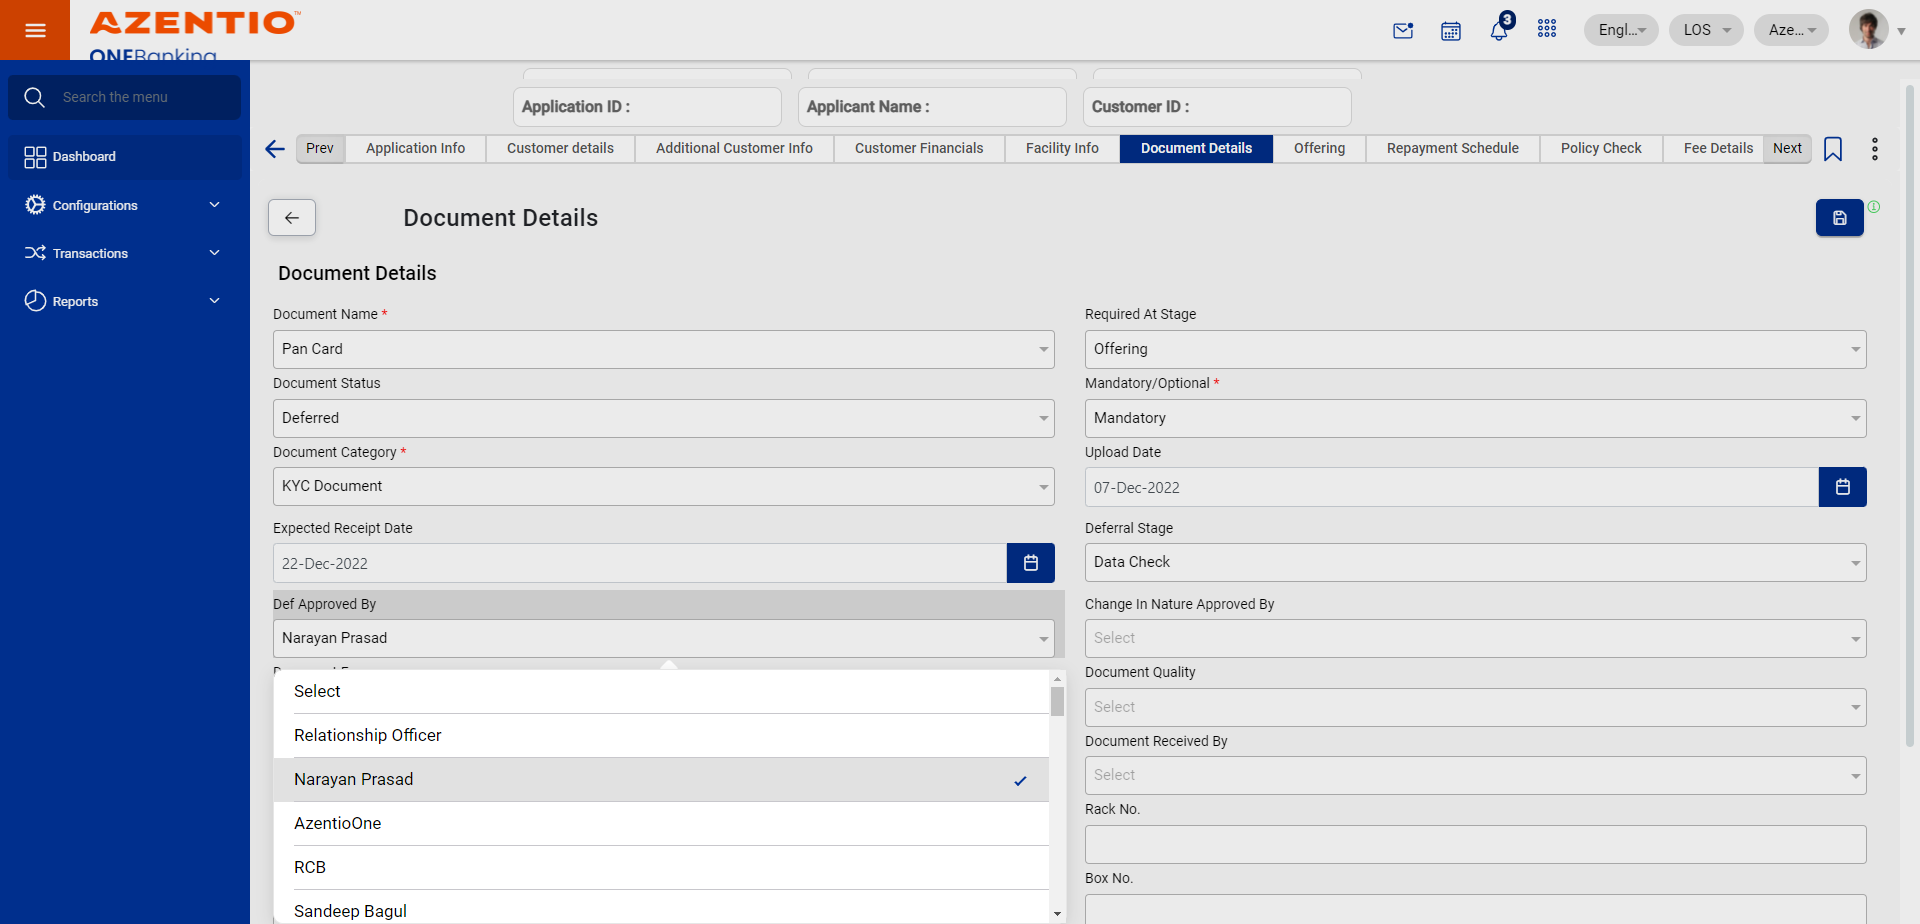 AZENTIO™
ONEBanking
3
Engl...
LOS
Aze...
Search the menu
Dashboard
Configurations
Transactions
Reports
Application ID :
Applicant Name :
Customer ID :
Prev
Application Info
Customer details
Additional Customer Info
Customer Financials
Facility Info
Document Details
Offering
Repayment Schedule
Policy Check
Fee Details
Next
Document Details
Document Details
Document Name *
Pan Card
Required At Stage
Offering
Document Status
Deferred
Mandatory/Optional *
Mandatory
Document Category *
KYC Document
Upload Date
07-Dec-2022
Expected Receipt Date
22-Dec-2022
Deferral Stage
Data Check
Def Approved By
Narayan Prasad
Change In Nature Approved By
Select
Select
Relationship Officer
Narayan Prasad
AzentioOne
RCB
Sandeep Bagul
Document Quality
Select
Document Received By
Select
Rack No.
Box No.